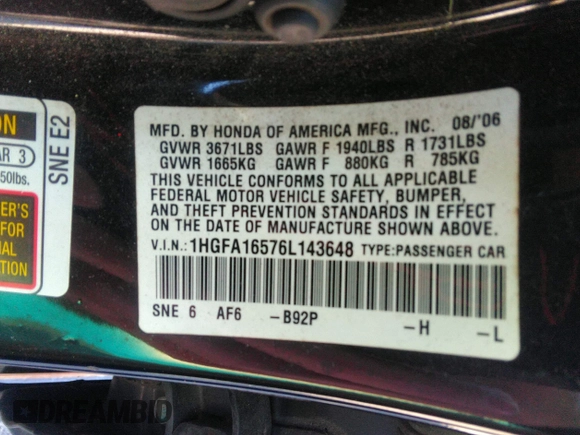 ON
AR 3
50lbs.
SNE E2
ER'S
FOR
NAL
TION
MFD. BY HONDA OF AMERICA MFG., INC. 08/'06
GVWR 3671LBS GAWR F 1940LBS R 1731LBS
GVWR 1665KG GAWR F 880KG R 785KG
THIS VEHICLE CONFORMS TO ALL APPLICABLE
FEDERAL MOTOR VEHICLE SAFETY, BUMPER,
AND THEFT PREVENTION STANDARDS IN EFFECT
ON THE DATE OF MANUFACTURE SHOWN ABOVE.
V.I.N.: 1HGFA16576L143648 TYPE:PASSENGER CAR
SNE 6 AF6 -B92P -H -L
DREAMBID